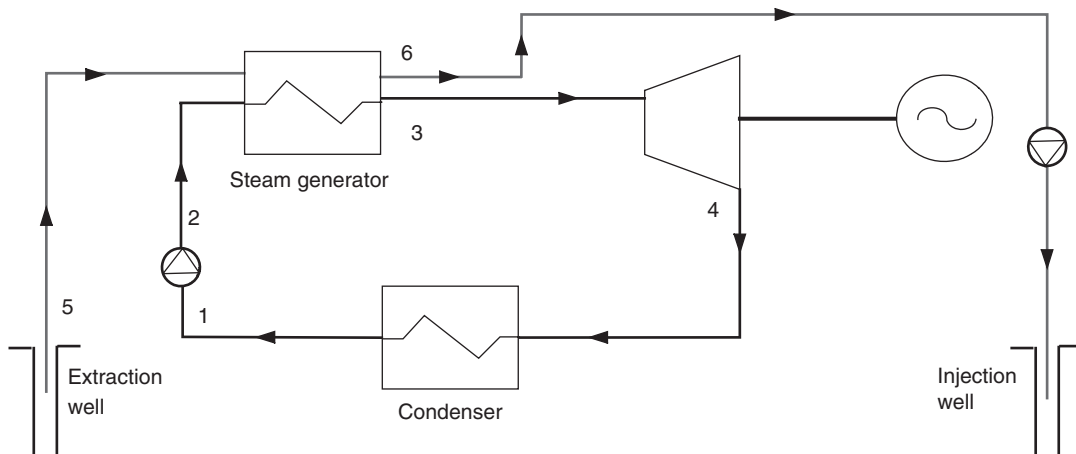 6
3
Steam generator
2
4
5
1
Extraction
well
Condenser
Injection
well